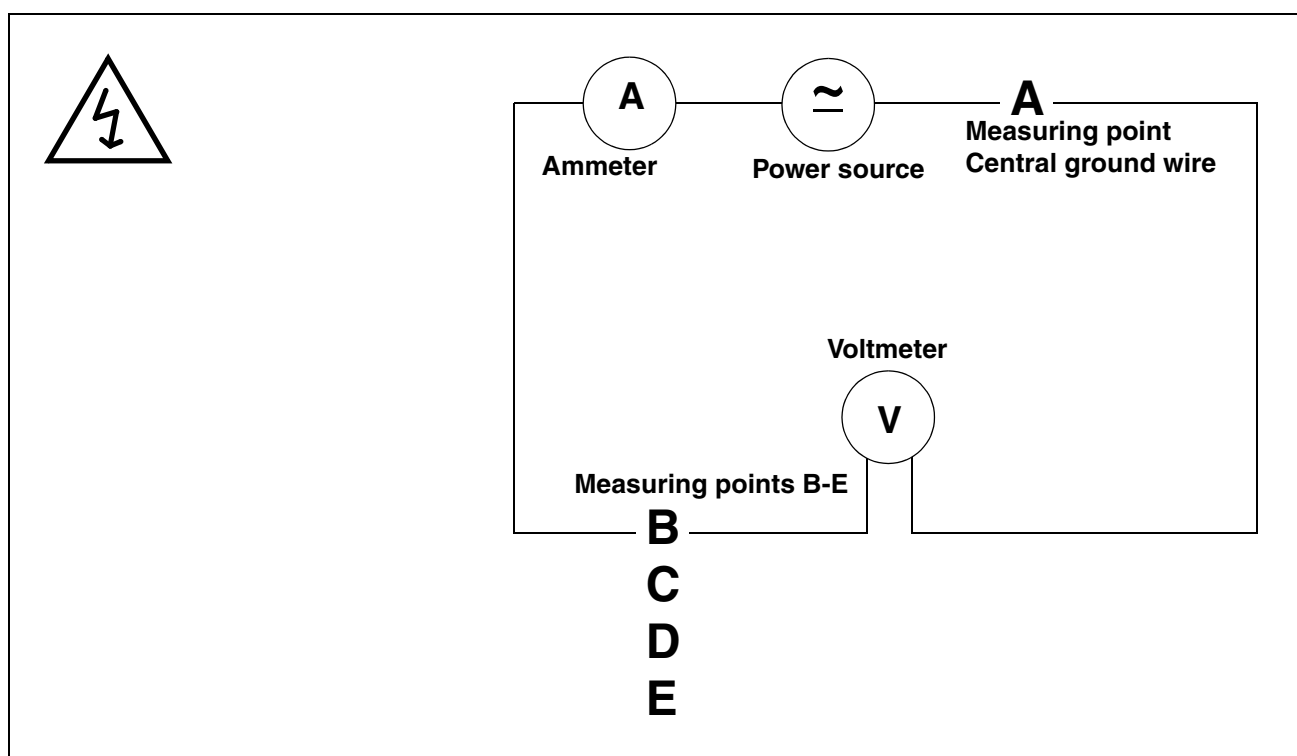 A
≃
A
Ammeter
Power source
Measuring point
Central ground wire
Voltmeter
V
Measuring points B-E
B
C
D
E